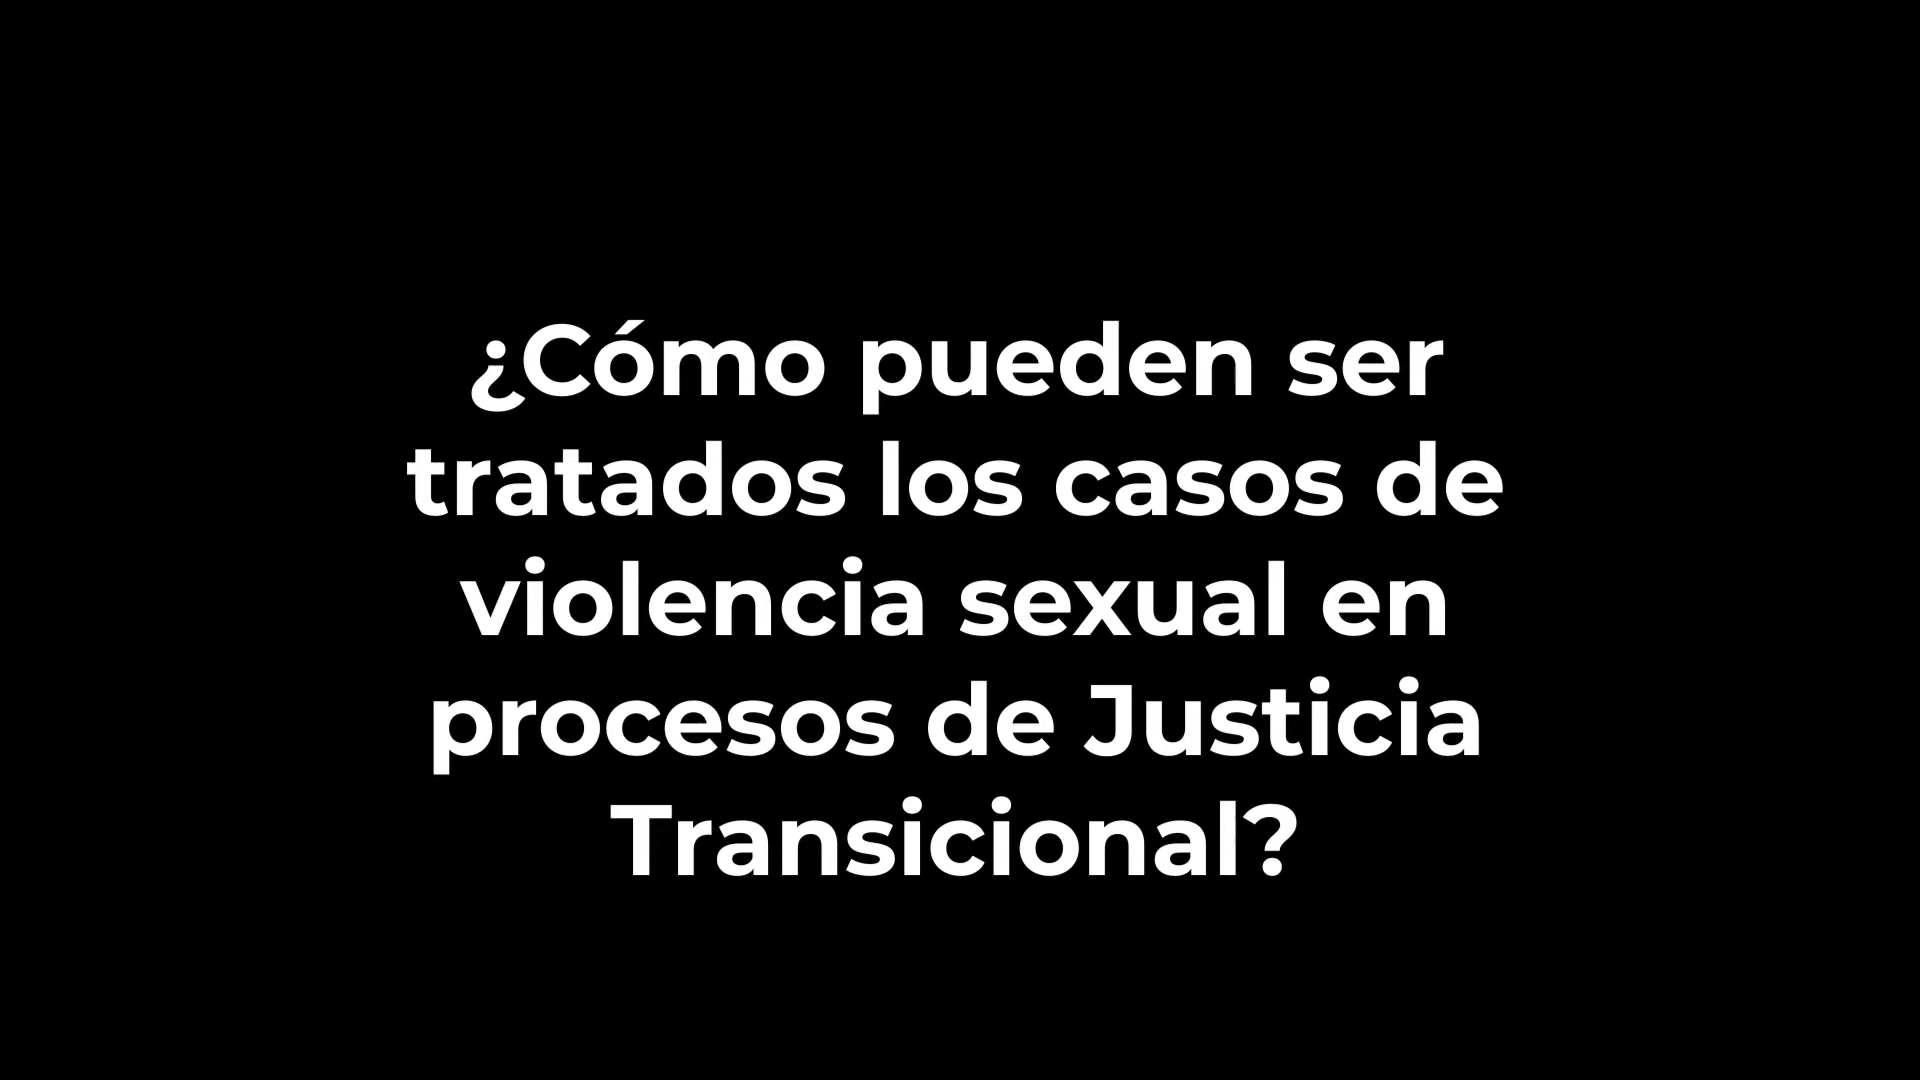 ¿Cómo pueden ser
tratados los casos de
violencia sexual en
procesos de Justicia
Transicional?